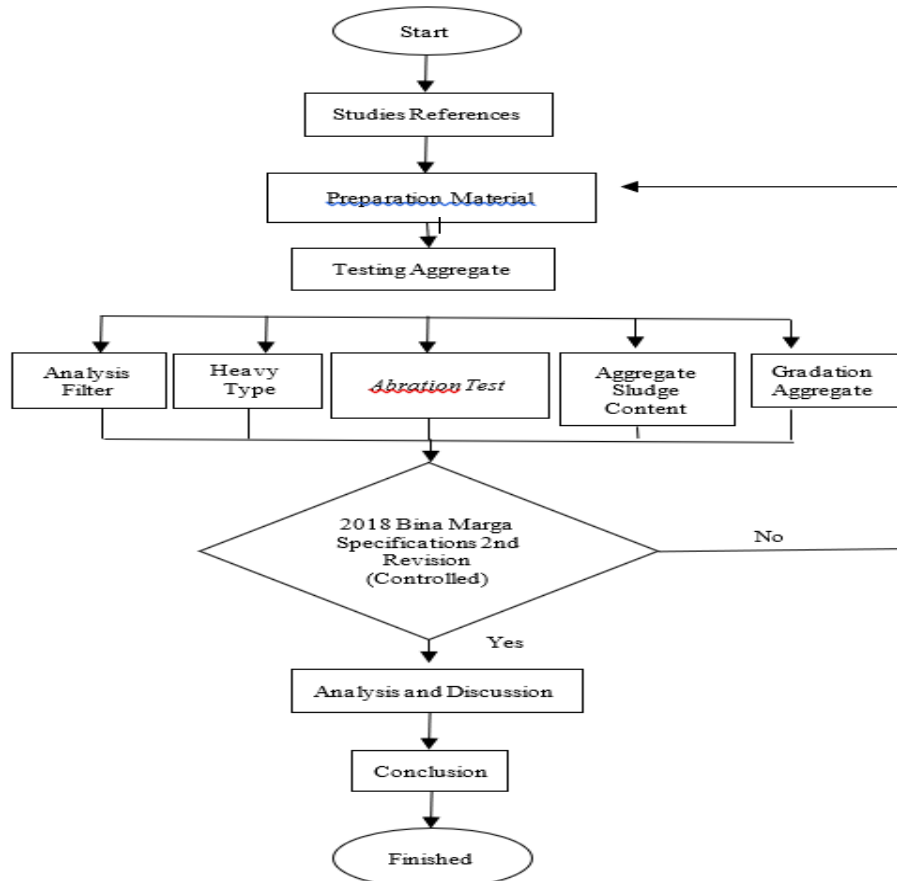 Start
Studies References
Preparation Material
Testing Aggregate
Analysis
Filter
Heavy
Type
Abration Test
Aggregate
Sludge
Content
Gradation
Aggregate
2018 Bina Marga
Specifications 2nd
Revision
(Controlled)
No
Yes
Analysis and Discussion
Conclusion
Finished